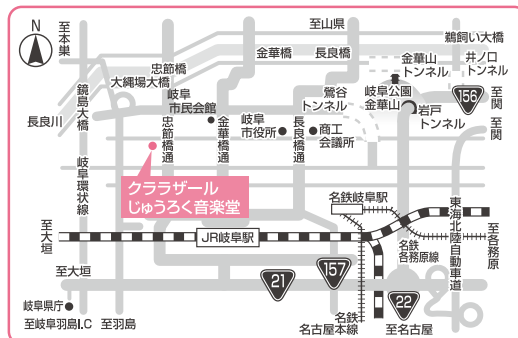 N
至本巣
忠節橋
大縄場大橋
至山県
金華橋
長良橋
鵜飼い大橋
金華山
トンネル
井ノ口
トンネル
鏡島大橋
岐阜
市民会館
鶯谷
トンネル
岐阜公園
金華山
156
至関
長良川
忠節橋通
金華橋通
岐阜
市役所
長良橋通
商工
会議所
岩戸
トンネル
至関
岐阜環状線
クララザール
じゅうろく音楽堂
名鉄岐阜駅
東海北陸自動車道
至大垣
JR岐阜駅
名鉄
各務原線
至各務原
至大垣
21
157
22
岐阜県庁
至岐阜羽島I.C
至羽島
名鉄
名古屋本線
至名古屋